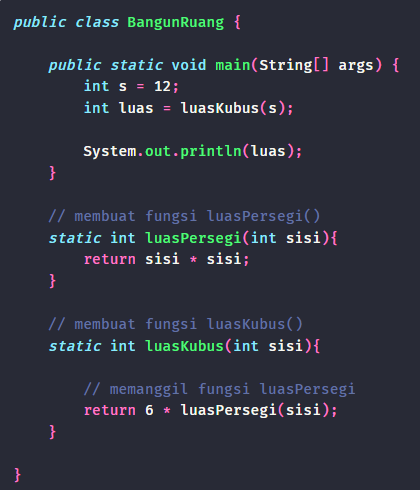 public class BangunRuang {
public static void main(String[] args) {
int s = 12;
int luas = luasKubus(s);
System.out.println(luas);
}
// membuat fungsi luasPersegi()
static int luasPersegi(int sisi){
return sisi * sisi;
}
// membuat fungsi luasKubus()
static int luasKubus(int sisi){
// memanggil fungsi luasPersegi
return 6 * luasPersegi(sisi);
}
}